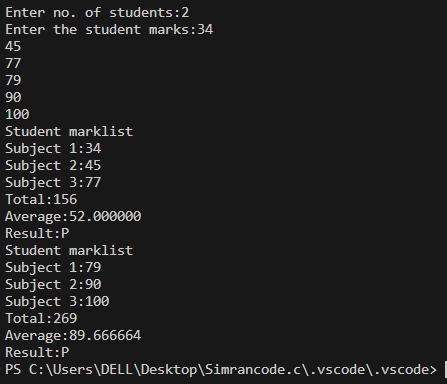 Enter no. of students:2
Enter the student marks:34
45
77
79
90
100
Student marklist
Subject 1:34
Subject 2:45
Subject 3:77
Total:156
Average:52.000000
Result:P
Student marklist
Subject 1:79
Subject 2:90
Subject 3:100
Total:269
Average:89.666664
Result:P
PS C:\Users\DELL\Desktop\Simrancode.c\.vscode\.vscode>